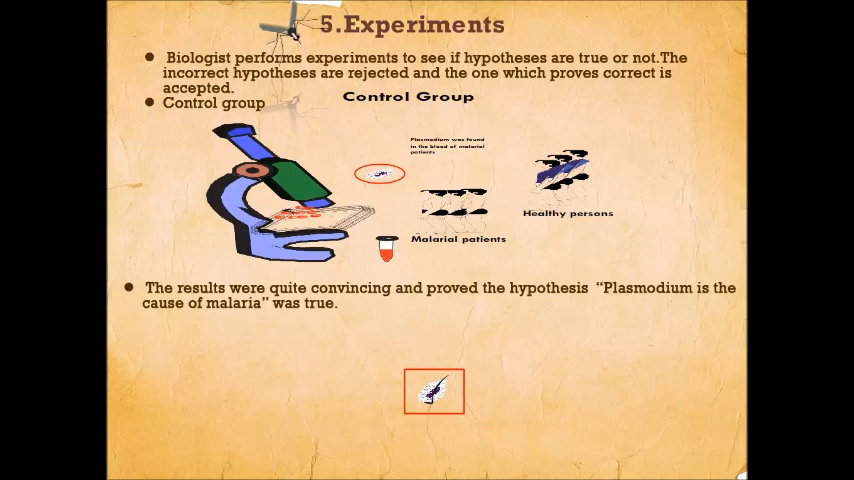 5.Experiments
Biologist performs experiments to see if hypotheses are true or not.The
incorrect hypotheses are rejected and the one which proves correct is
accepted.
Control group
Control Group
Plasmodium was found
in the blood of malarial
patients
Healthy persons
Malarial patients
The results were quite convincing and proved the hypothesis “Plasmodium is the
cause of malaria” was true.